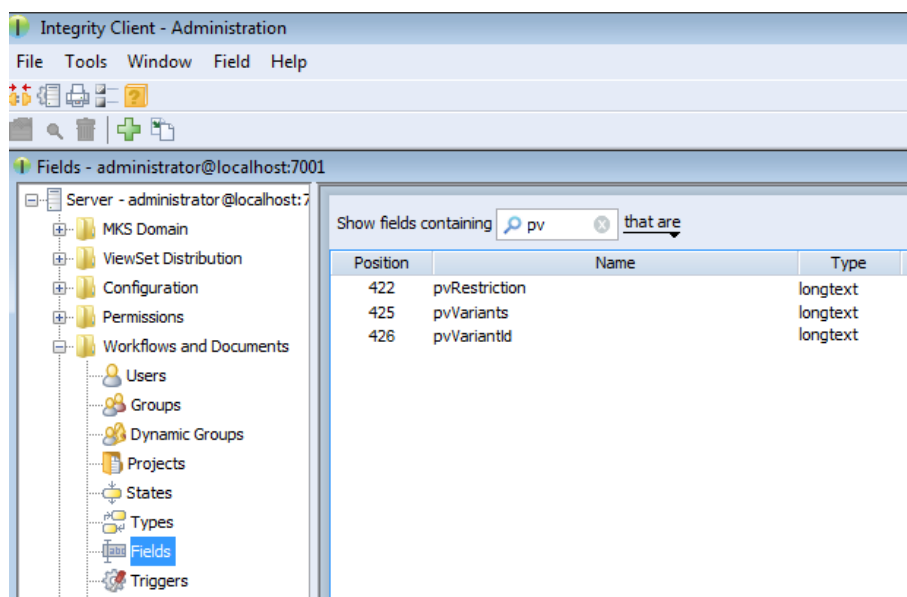 Integrity Client - Administration
File Tools Window Field Help
Fields - administrator@localhost:7001
Server - administrator@localhost:7
MKS Domain
ViewSet Distribution
Configuration
Permissions
Workflows and Documents
Users
Groups
Dynamic Groups
Projects
States
Types
abc Fields
Triggers
Show fields containing pv that are
Position Name Type
422 pvRestriction longtext
425 pvVariants longtext
426 pvVariantId longtext